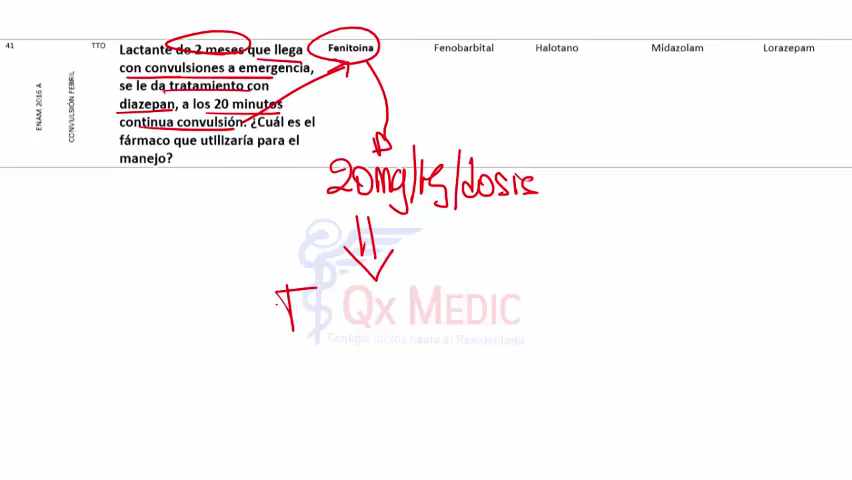 41
TTO
ENAM 2016 A
CONVULSIÓN FEBRIL
Lactante de 2 meses que llega
con convulsiones a emergencia,
se le da tratamiento con
diazepan, a los 20 minutos
continua convulsión. ¿Cuál es el
fármaco que utilizaría para el
manejo?
Fenitoina
Fenobarbital
Halotano
Midazolam
Lorazepam
20mg/Kg/dosis
T
QX MEDIC
Contigo, juntos hasta el Residentado